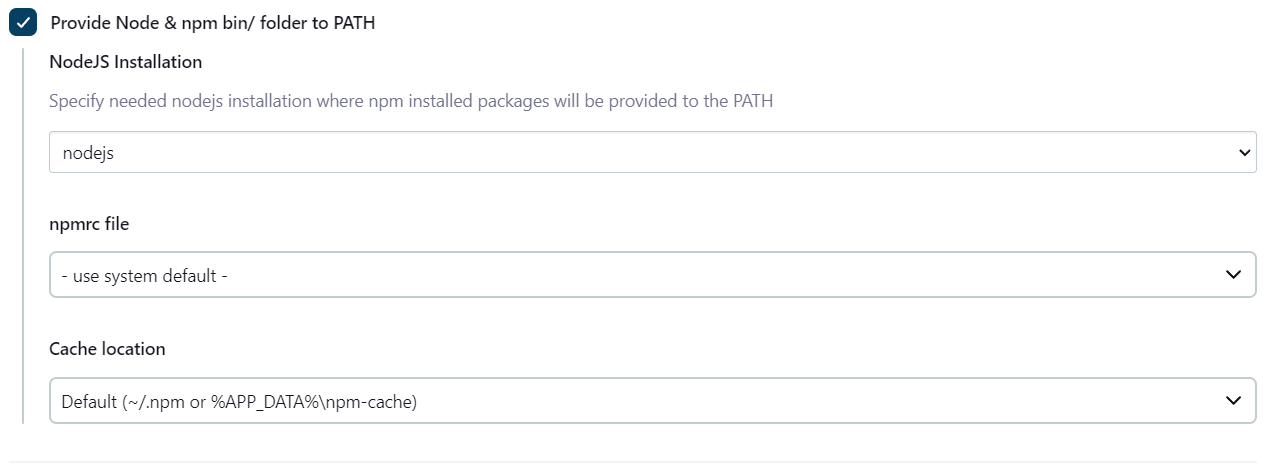 Provide Node & npm bin/ folder to PATH
NodeJS Installation
Specify needed nodejs installation where npm installed packages will be provided to the PATH
nodejs
npmrc file
- use system default -
Cache location
Default (~/.npm or %APP_DATA%\npm-cache)